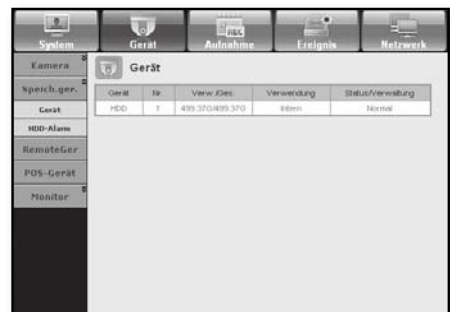 System Gerät Aufnahme Ereignis Netzwerk
Kamera
Speich.ger.
Gerät
HDD-Alarm
RemoteGer
POS-Gerät
Monitor
Gerät
Gerät Nr. Verw./Ges. Verwendung Status/Verwaltung
HDD 1 499.370/499.370 Intern Normal